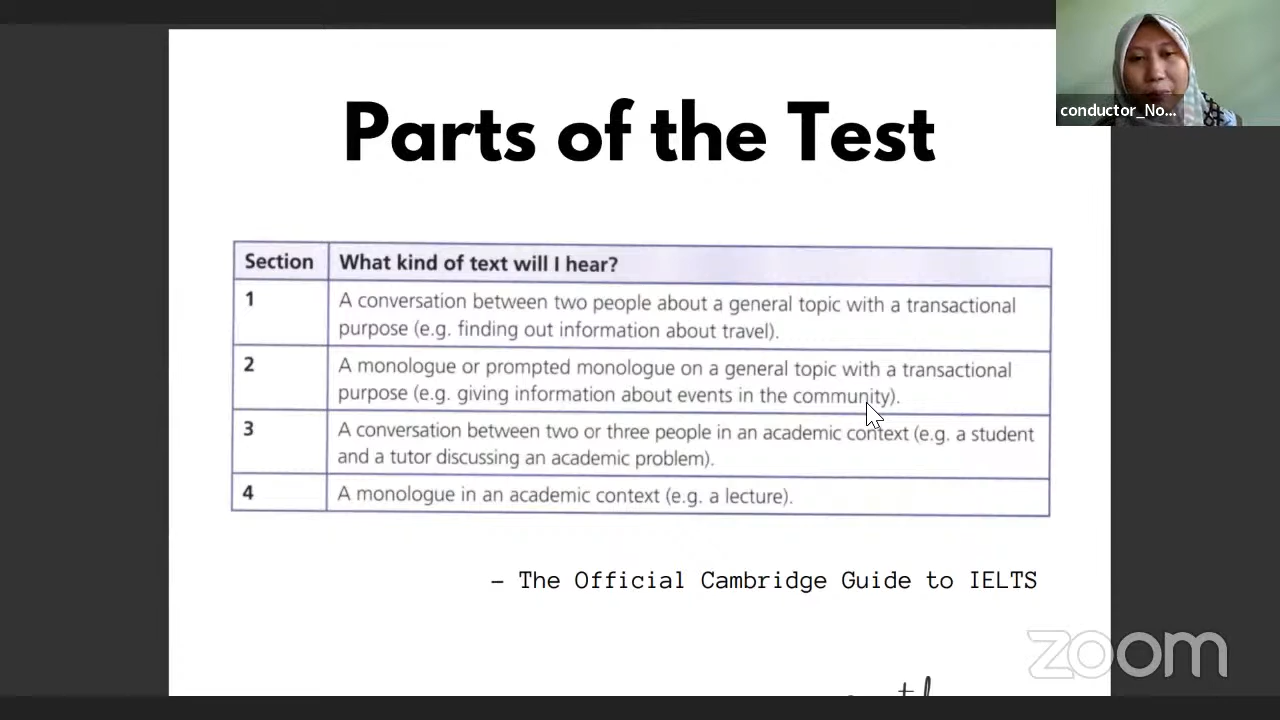 Parts of the Test
conductor_No...
Section What kind of text will I hear?
1 A conversation between two people about a general topic with a transactional
purpose (e.g. finding out information about travel).
2 A monologue or prompted monologue on a general topic with a transactional
purpose (e.g. giving information about events in the community).
3 A conversation between two or three people in an academic context (e.g. a student
and a tutor discussing an academic problem).
4 A monologue in an academic context (e.g. a lecture).
– The Official Cambridge Guide to IELTS
zoom